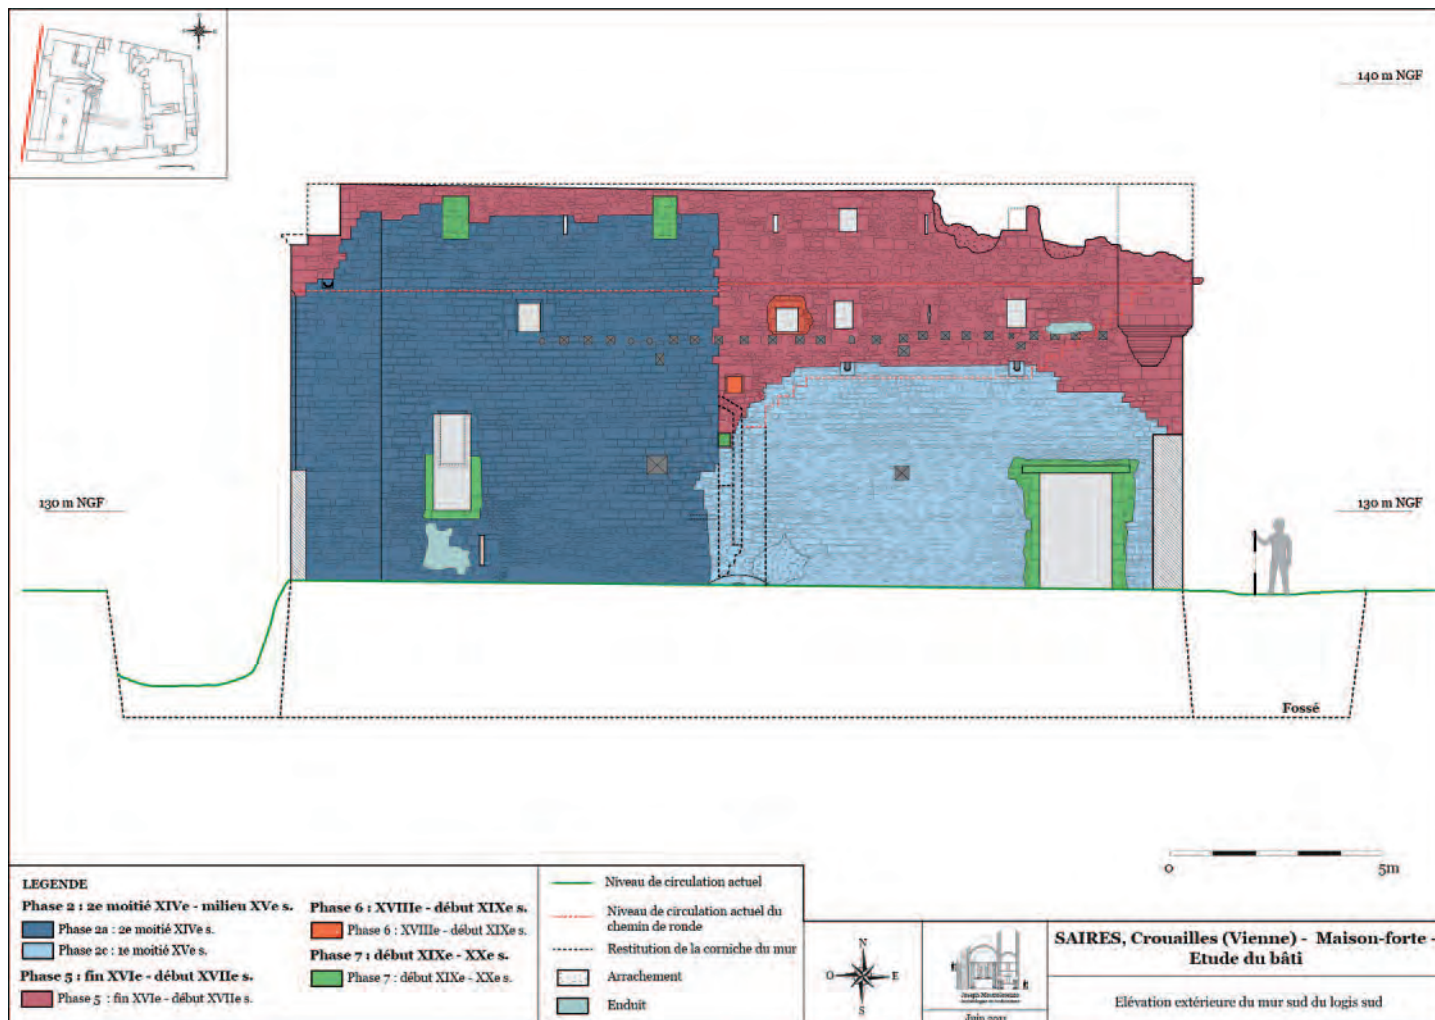 140 m NGF
130 m NGF
130 m NGF
Fossé
0
5m
LEGENDE
Phase 2 : 2e moitié XIVe - milieu XVe s.
Phase 2a : 2e moitié XIVe s.
Phase 2c : 1e moitié XVe s.
Phase 5 : fin XVIe - début XVIIe s.
Phase 5 : fin XVIe - début XVIIe s.
Phase 6 : XVIIIe - début XIXe s.
Phase 6 : XVIIIe - début XIXe s.
Phase 7 : début XIXe - XXe s.
Phase 7 : début XIXe - XXe s.
Niveau de circulation actuel
Niveau de circulation actuel du
chemin de ronde
Restitution de la corniche du mur
Arrachement
Enduit
N
O
E
S
SAIRES, Crouailles (Vienne) - Maison-forte -
Etude du bâti
Elévation extérieure du mur sud du logis sud